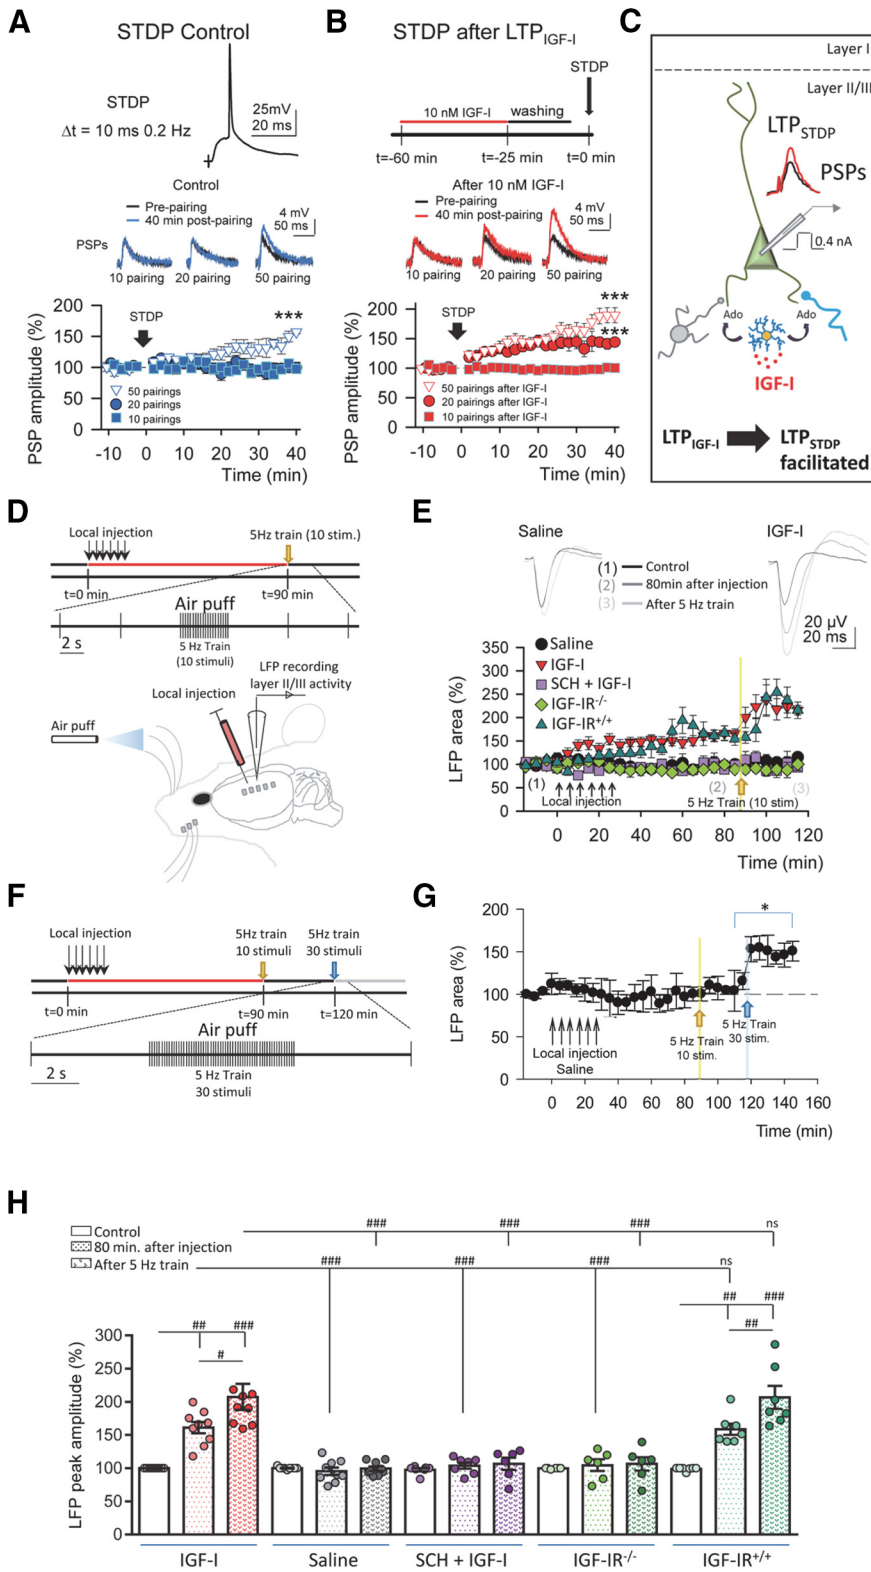 A
STDP Control
STDP
Δt = 10 ms 0.2 Hz
25mV
20 ms
Control
Pre-pairing
40 min post-pairing
4 mV
50 ms
PSPs
10 pairing
20 pairing
50 pairing
PSP amplitude (%)
200
150
100
50
0
STDP
***
50 pairings
20 pairings
10 pairings
-10 0 10 20 30 40
Time (min)
B
STDP after LTP IGF-I
STDP
10 nM IGF-I
washing
t=-60 min
t=-25 min
t=0 min
After 10 nM IGF-I
Pre-pairing
40 min post-pairing
4 mV
50 ms
10 pairing
20 pairing
50 pairing
PSP amplitude (%)
200
150
100
50
0
STDP
***
***
50 pairings after IGF-I
20 pairings after IGF-I
10 pairings after IGF-I
-10 0 10 20 30 40
Time (min)
C
Layer I
Layer II/III
LTP STDP
PSPs
0.4 nA
Ado
Ado
IGF-I
LTP IGF-I
LTP STDP
facilitated
D
Local injection
5Hz train (10 stim.)
t=0 min
t=90 min
Air puff
2 s
5 Hz Train
(10 stimuli)
LFP recording
layer II/III activity
Local injection
Air puff
E
Saline
IGF-I
(1) Control
(2) 80min after injection
(3) After 5 Hz train
20 µV
20 ms
LFP area (%)
350
300
250
200
150
100
50
0
Saline
IGF-I
SCH + IGF-I
IGF-IR-/-
IGF-IR+/+
(1)
(2)
(3)
Local injection
5 Hz Train (10 stim)
0 20 40 60 80 100 120
Time (min)
F
Local injection
5Hz train
10 stimuli
5Hz train
30 stimuli
t=0 min
t=90 min
t=120 min
Air puff
2 s
5 Hz Train
30 stimuli
G
LFP area (%)
200
150
100
50
0
*
Local injection
Saline
5 Hz Train
10 stim.
5 Hz Train
30 stim.
0 20 40 60 80 100 120 140 160
Time (min)
H
Control
80 min. after injection
After 5 Hz train
### ### ### ns
### ### ### ns
## ###
#
## ###
##
LFP peak amplitude (%)
300
250
200
150
100
50
0
IGF-I
Saline
SCH + IGF-I
IGF-IR-/-
IGF-IR+/+